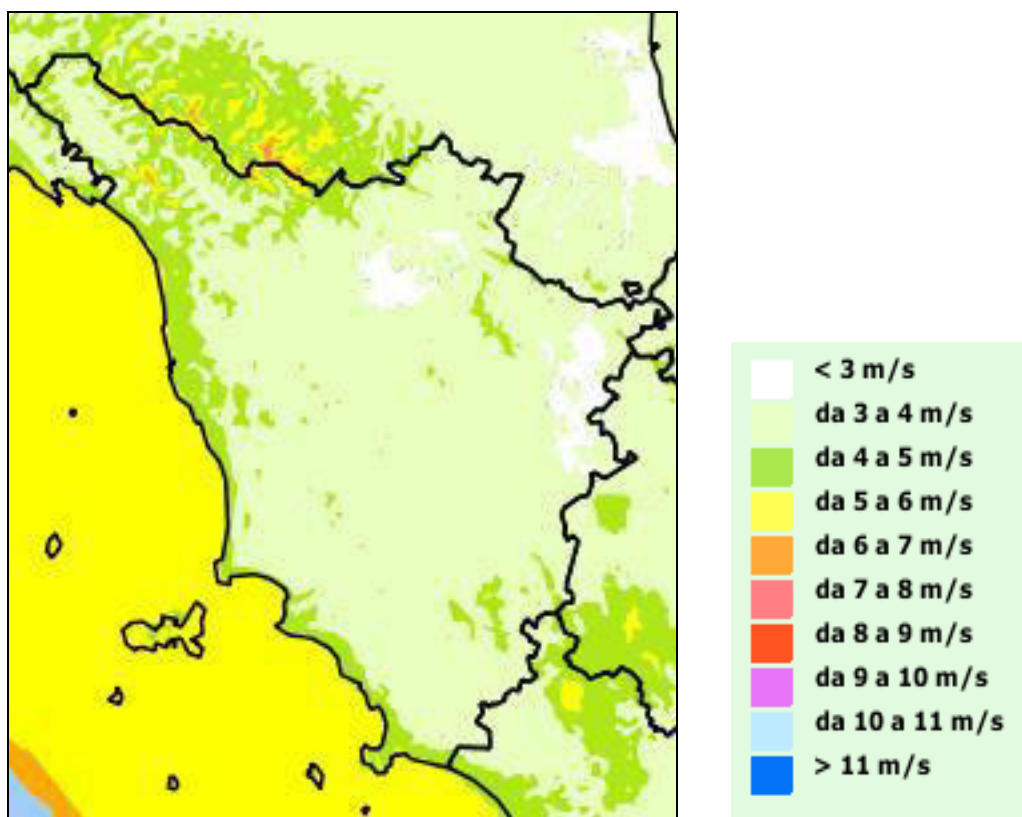 < 3 m/s
da 3 a 4 m/s
da 4 a 5 m/s
da 5 a 6 m/s
da 6 a 7 m/s
da 7 a 8 m/s
da 8 a 9 m/s
da 9 a 10 m/s
da 10 a 11 m/s
> 11 m/s